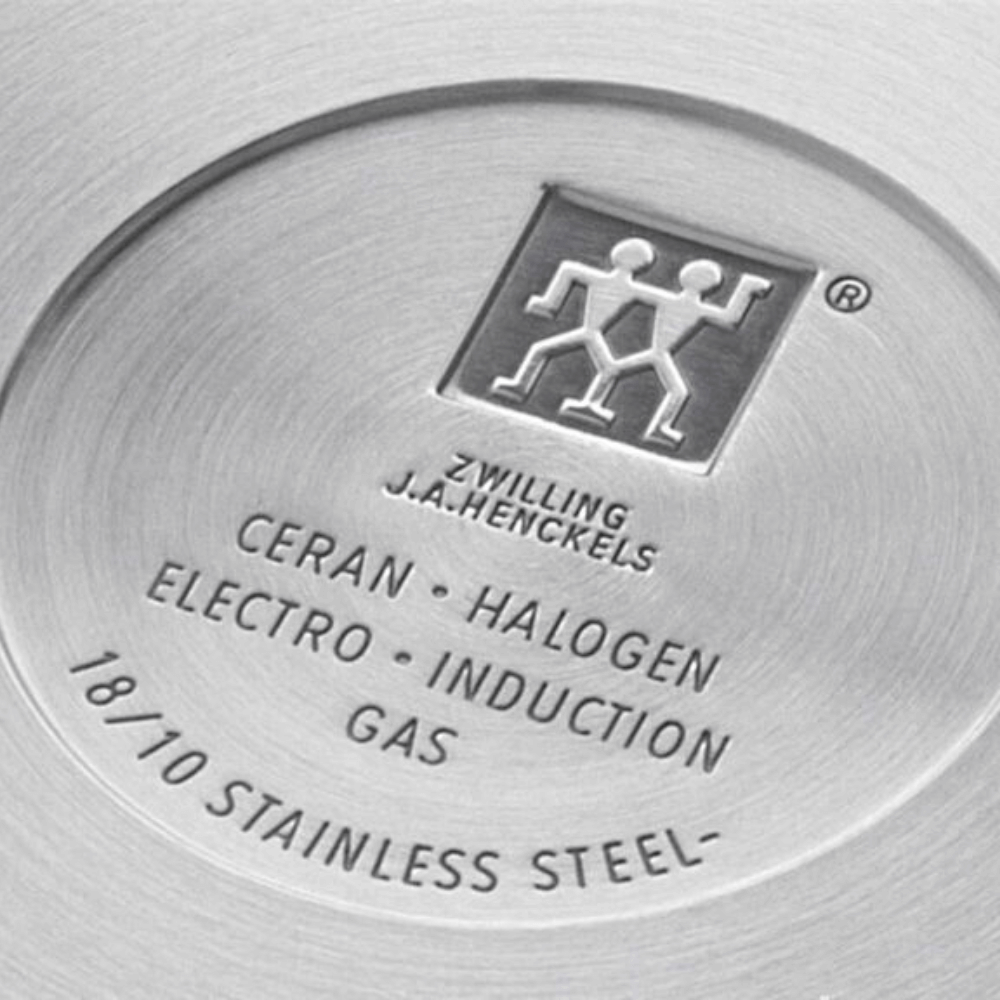 ®
ZWILLING
J.A.HENCKELS
CERAN • HALOGEN
ELECTRO • INDUCTION
GAS
18/10 STAINLESS STEEL-